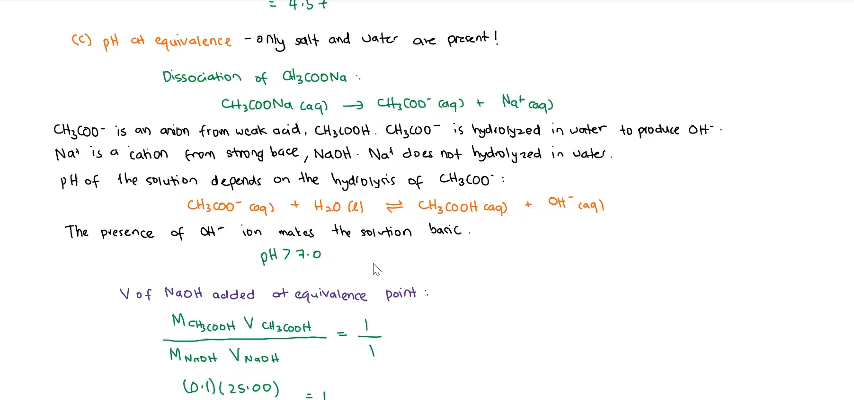 = 4.57
(c) pH at equivalence - only salt and water are present!
Dissociation of CH₃COONa :
CH₃COONa (aq) → CH₃COO⁻ (aq) + Na⁺ (aq)
CH₃COO⁻ is an anion from weak acid, CH₃COOH. CH₃COO⁻ is hydrolyzed in water to produce OH⁻.
Na⁺ is a cation from strong base, NaOH. Na⁺ does not hydrolyzed in water.
pH of the solution depends on the hydrolysis of CH₃COO⁻ :
CH₃COO⁻ (aq) + H₂O (l) ⇌ CH₃COOH (aq) + OH⁻ (aq)
The presence of OH⁻ ion makes the solution basic.
pH > 7.0
V of NaOH added at equivalence point :
M CH₃COOH V CH₃COOH / M NaOH V NaOH = 1 / 1
(0.1)(25.00) = 1